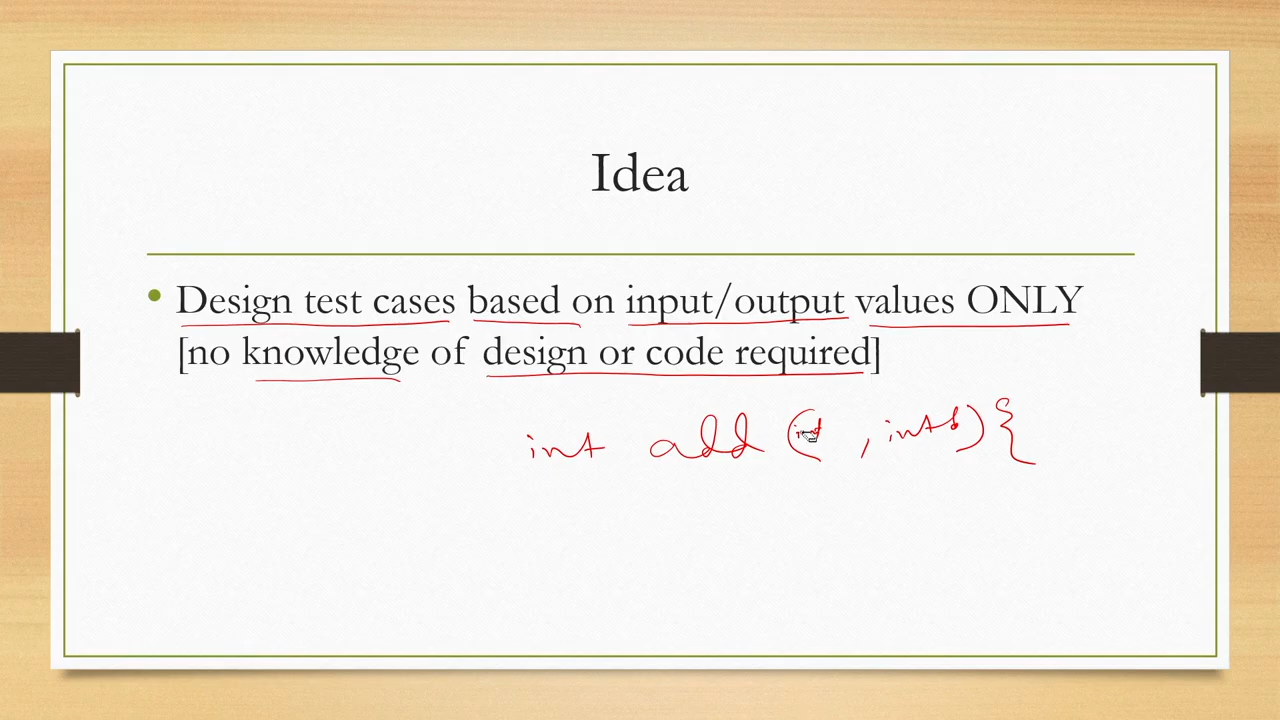 Idea
• Design test cases based on input/output values ONLY
[no knowledge of design or code required]
int add (int , int b) {